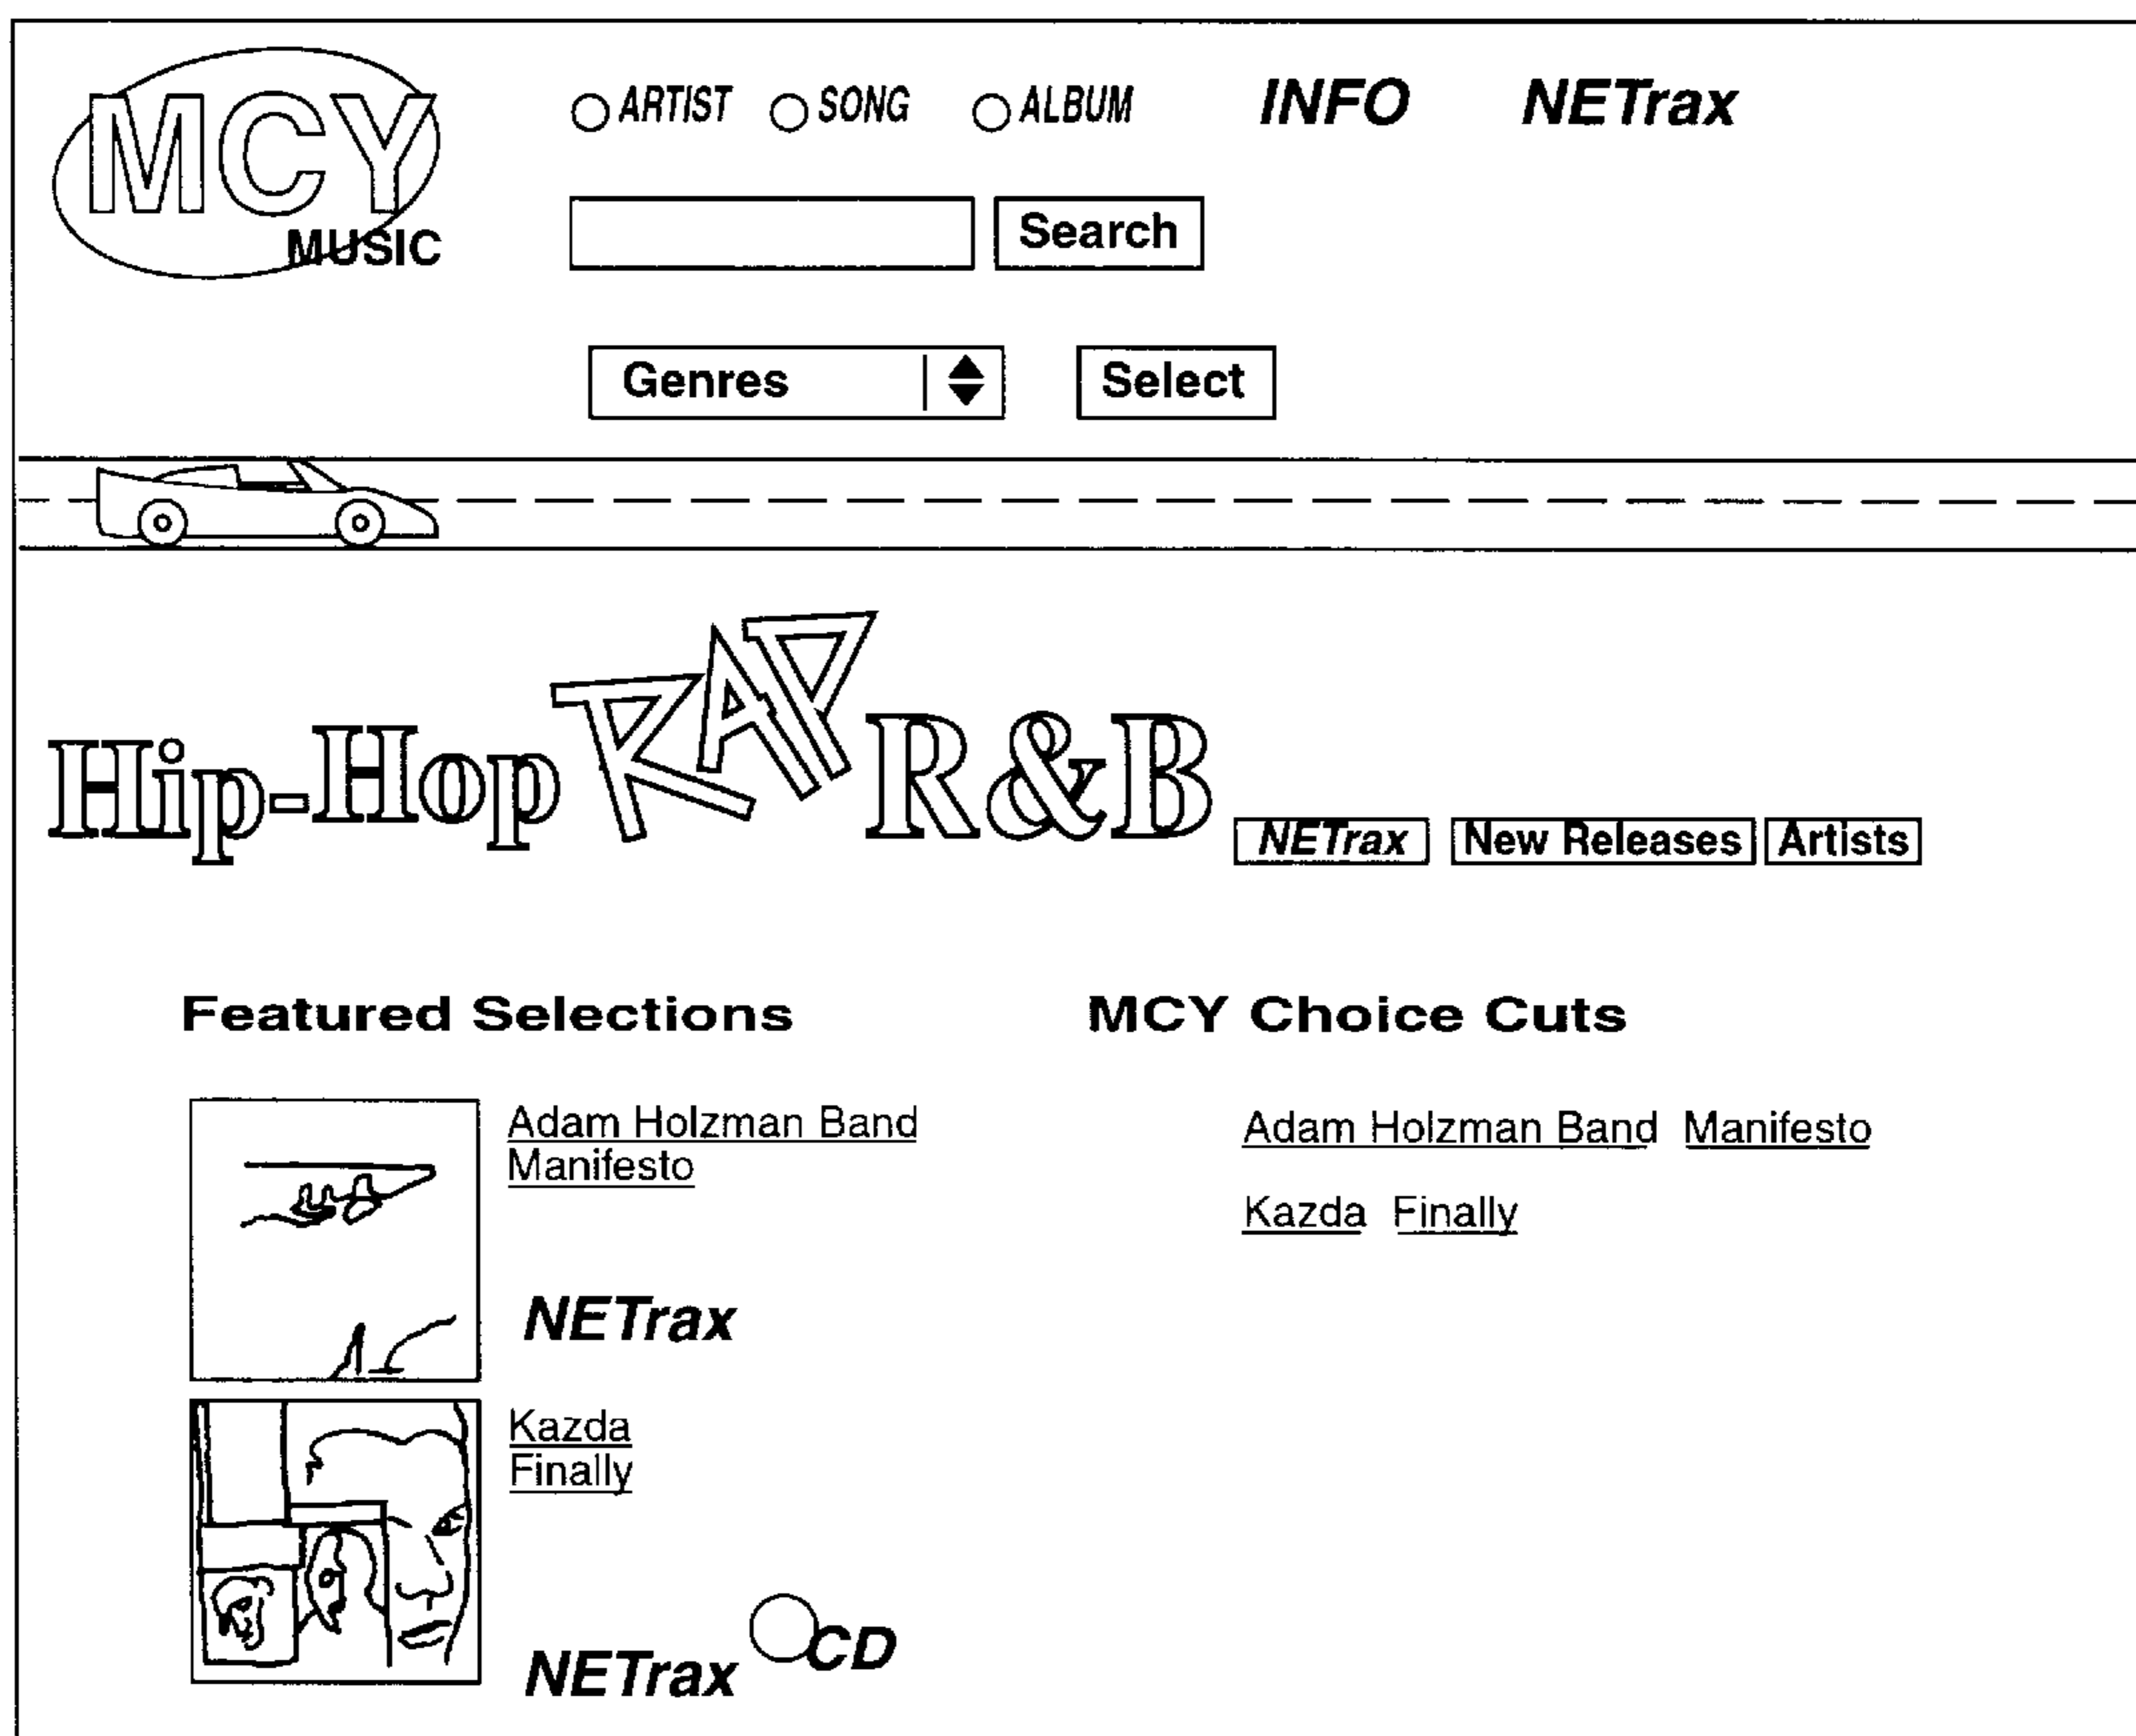 MCY
MUSIC
ARTIST SONG ALBUM INFO NETrax
Search
Genres Select
Hip-Hop RAP R&B NETrax New Releases Artists
Featured Selections MCY Choice Cuts
Adam Holzman Band Adam Holzman Band Manifesto
Manifesto
Kazda Finally
NETrax
Kazda
Finally
NETrax CD